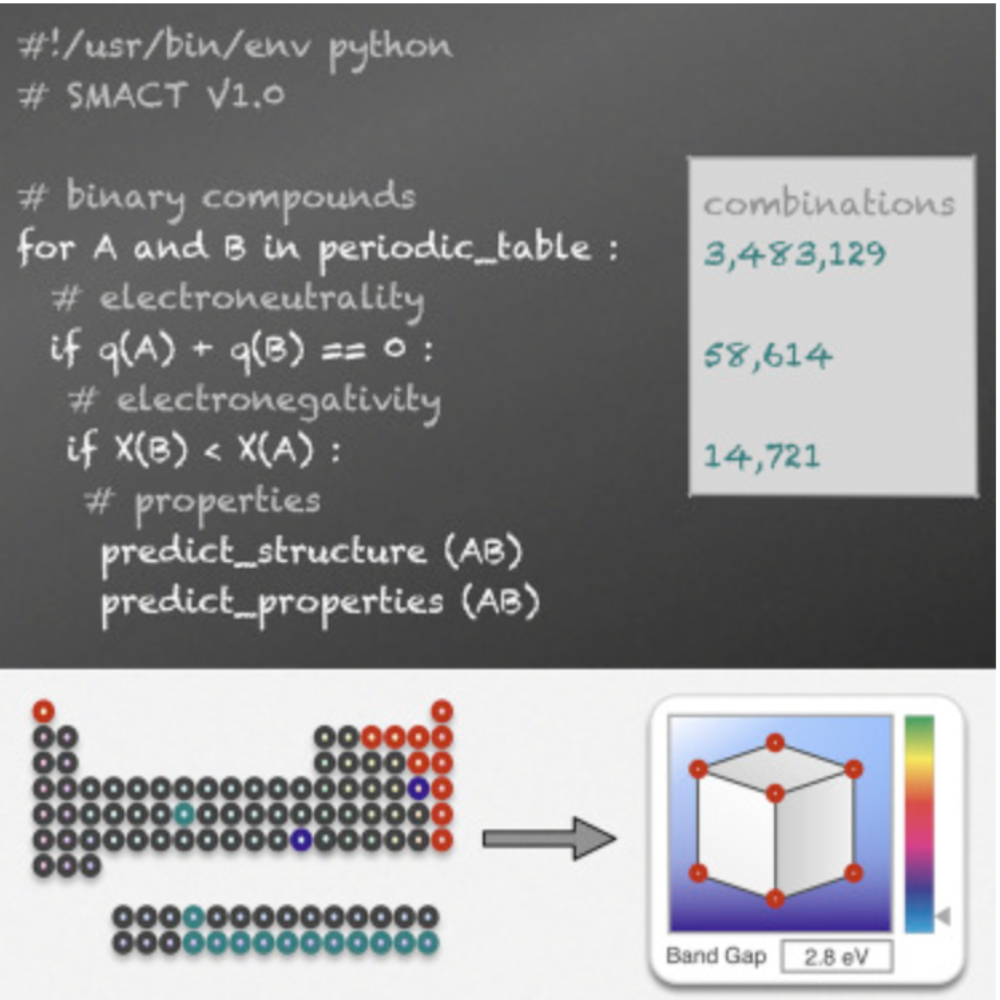 #!/usr/bin/env python
# SMACT V1.0
# binary compounds
for A and B in periodic_table :
# electroneutrality
if q(A) + q(B) == 0 :
# electronegativity
if X(B) < X(A) :
# properties
predict_structure (AB)
predict_properties (AB)
combinations
3,483,129
58,614
14,721
Band Gap 2.8 eV